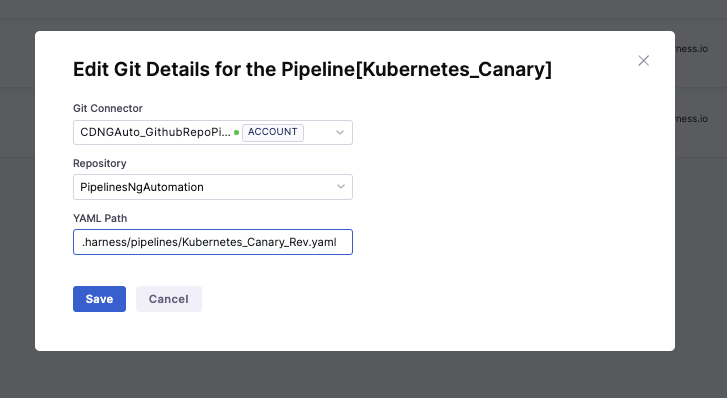 Edit Git Details for the Pipeline[Kubernetes_Canary]
Git Connector
CDNGAuto_GithubRepoPi... ACCOUNT
Repository
PipelinesNgAutomation
YAML Path
.harness/pipelines/Kubernetes_Canary_Rev.yaml
Save Cancel
ness.io
ness.io